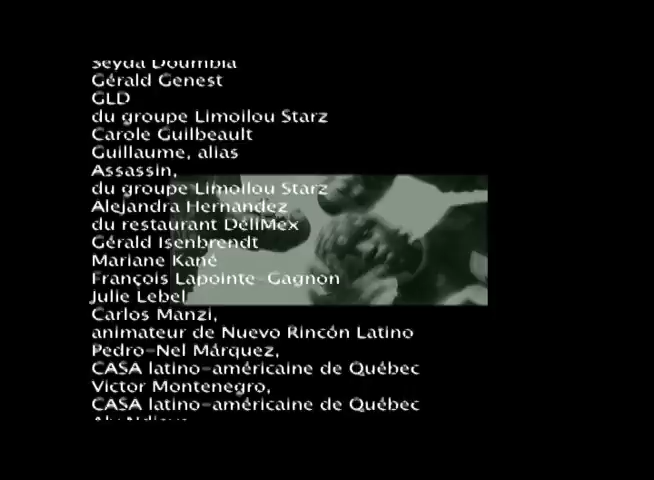 Seyda Doumbia
Gérald Genest
GLD
du groupe Limoilou Starz
Carole Guilbeault
Guillaume, alias
Assassin,
du groupe Limoilou Starz
Alejandra Hernandez
du restaurant DéliMex
Gérald Isenbrendt
Mariane Kané
François Lapointe-Gagnon
Julie Lebel
Carlos Manzi,
animateur de Nuevo Rincón Latino
Pedro-Nel Márquez,
CASA latino-américaine de Québec
Victor Montenegro,
CASA latino-américaine de Québec